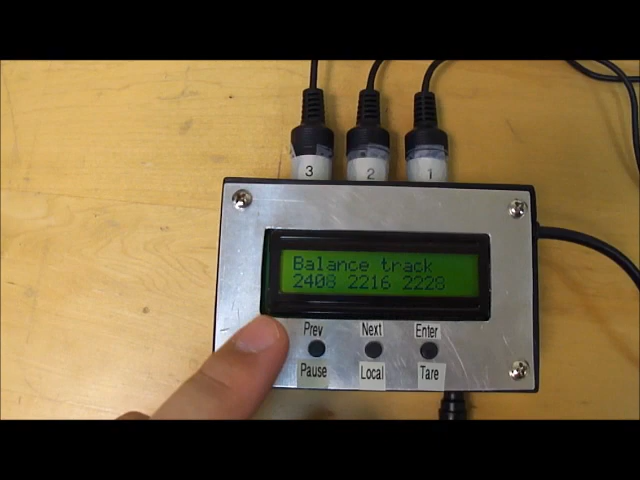 3 2 1
Balance track
2408 2216 2228
Prev Next Enter
Pause Local Tare